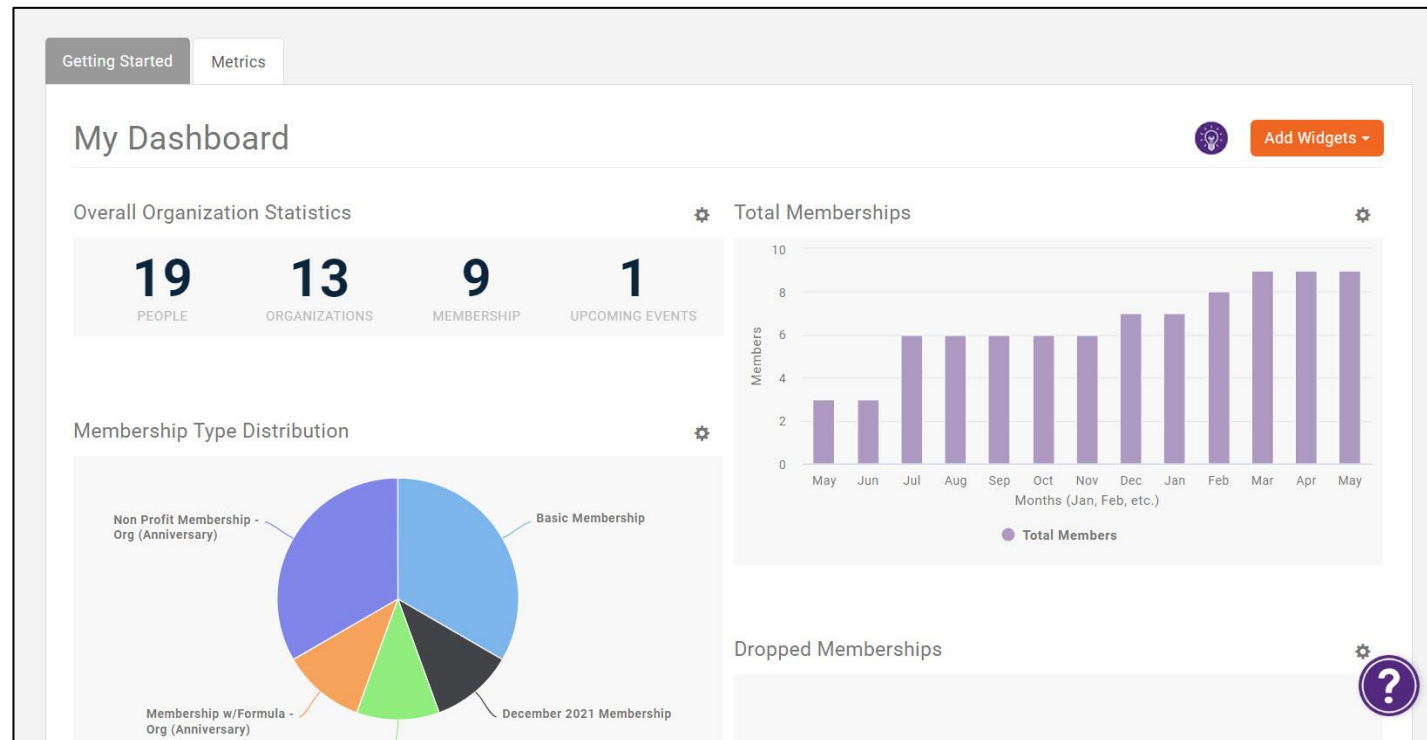 Getting Started
Metrics
My Dashboard
Add Widgets
Overall Organization Statistics
19
PEOPLE
13
ORGANIZATIONS
9
MEMBERSHIP
1
UPCOMING EVENTS
Total Memberships
10
8
6
4
2
0
Members
May Jun Jul Aug Sep Oct Nov Dec Jan Feb Mar Apr May
Months (Jan, Feb, etc.)
Total Members
Membership Type Distribution
Non Profit Membership -
Org (Anniversary)
Basic Membership
Membership w/Formula -
Org (Anniversary)
December 2021 Membership
Dropped Memberships
?